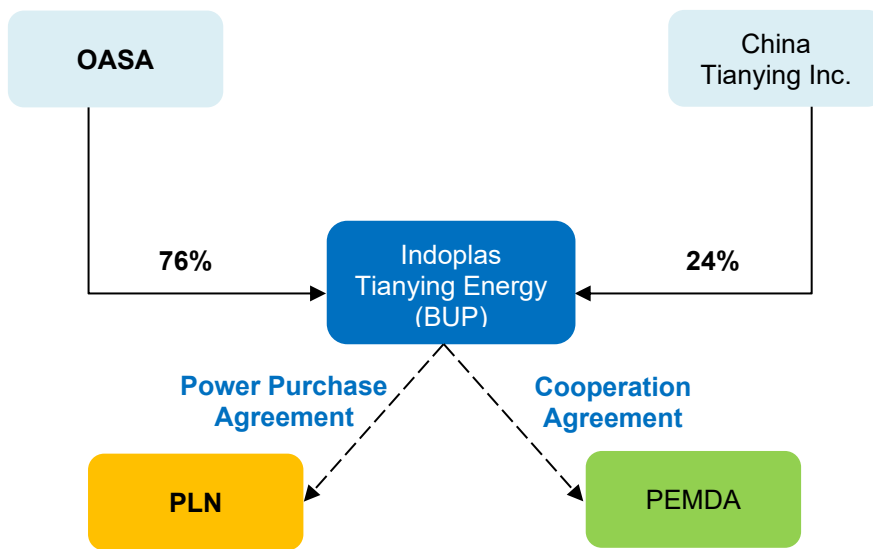 OASA
China
Tianying Inc.
76%
Indoplas
Tianying Energy
(BUP)
24%
Power Purchase
Agreement
Cooperation
Agreement
PLN
PEMDA